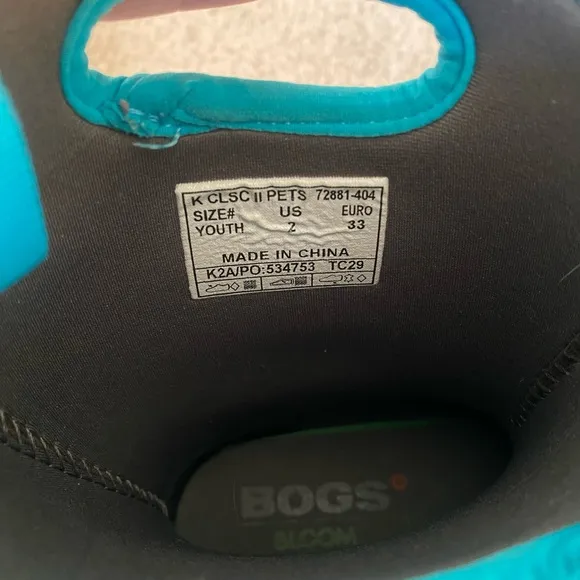 K CLSC II PETS 72881-404
SIZE# US EURO
YOUTH 2 33
MADE IN CHINA
K2A/PO:534753 TC29
BOGS
BLOOM